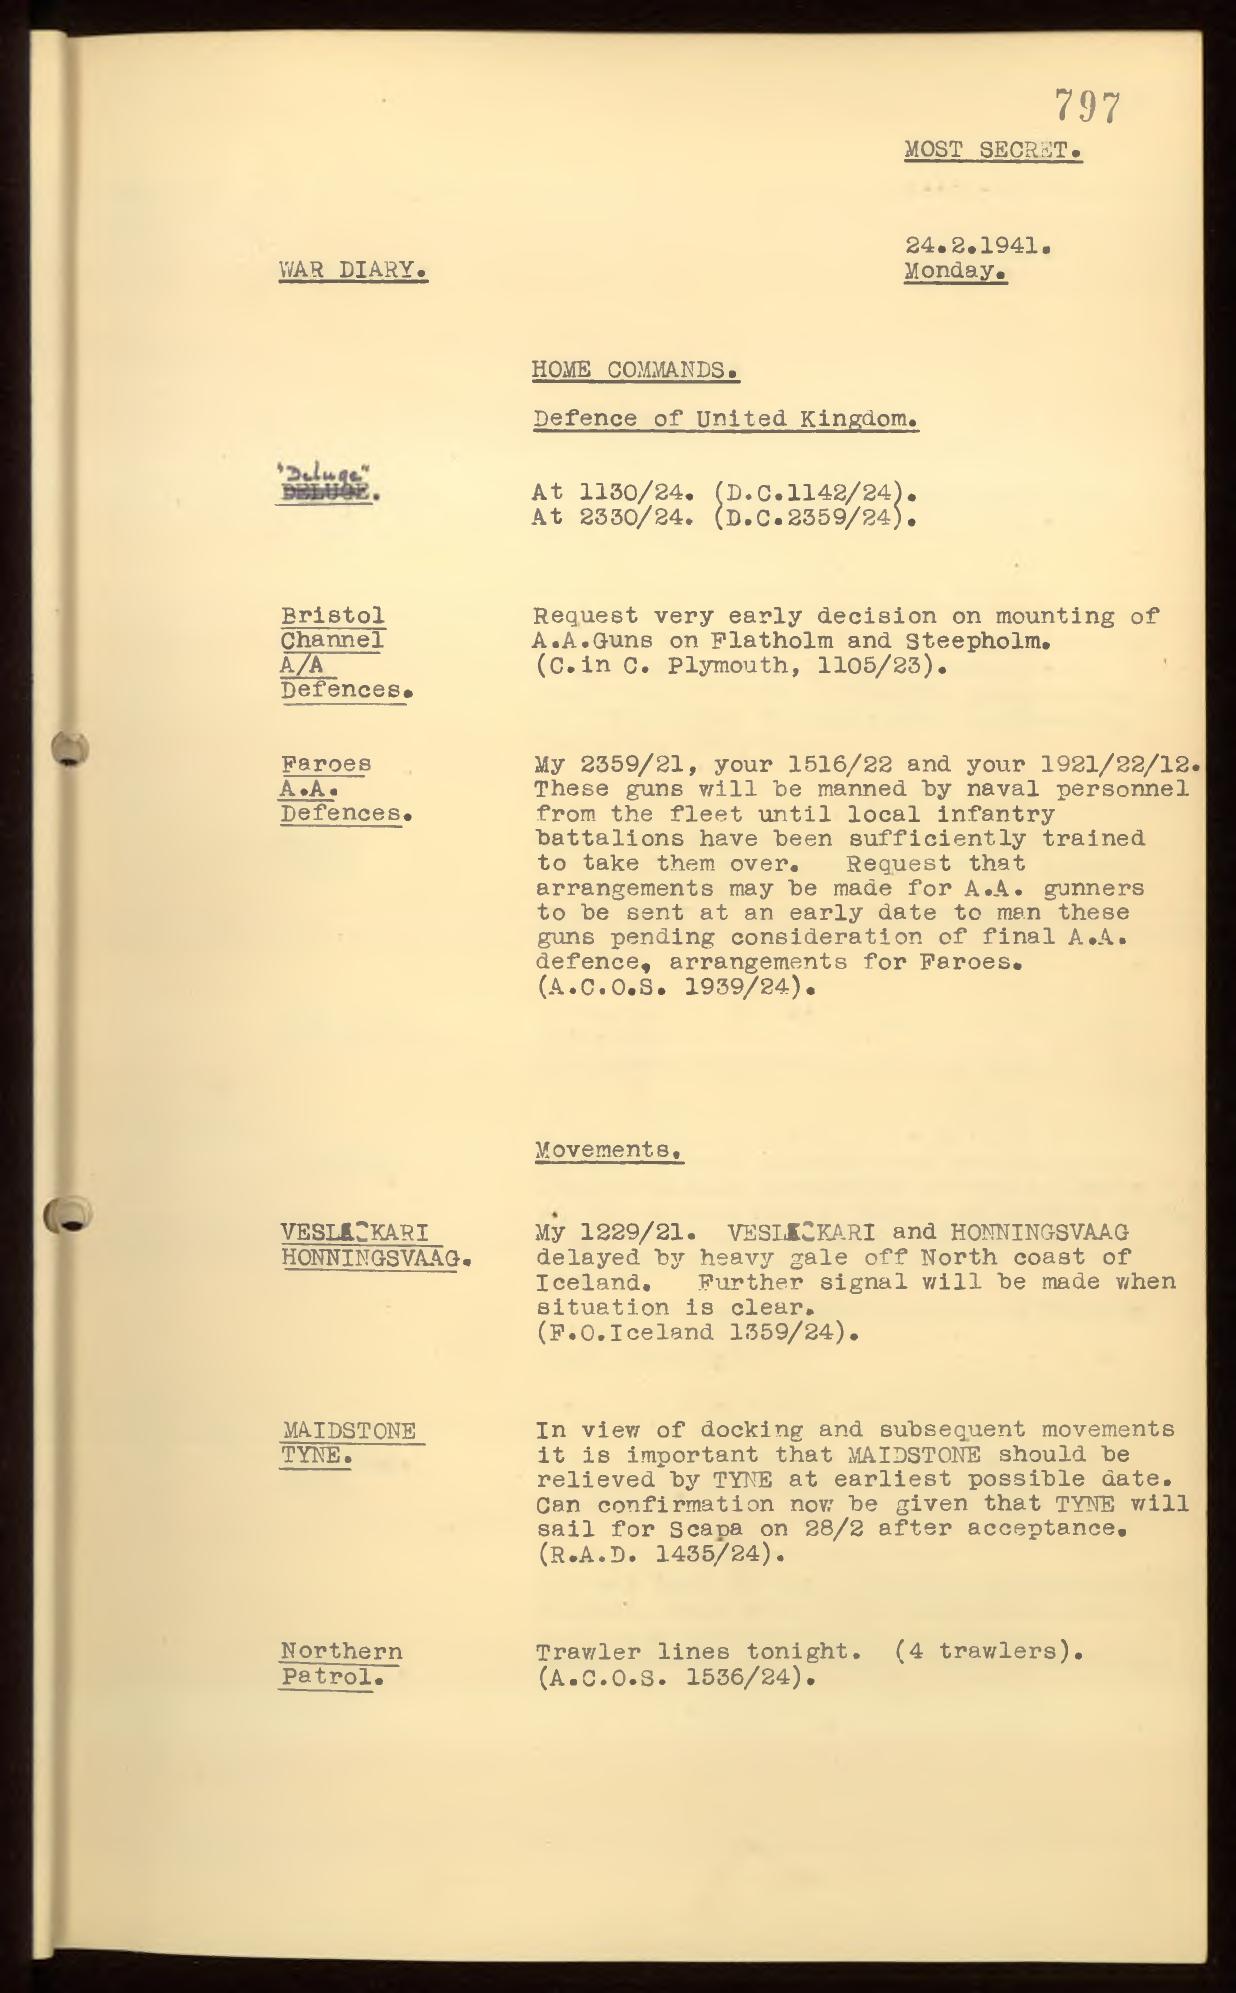 797
MOST SECRET.
24.2.1941.
WAR DIARY. Monday.
HOME COMMANDS.
Defence of United Kingdom.
"Deluge"
DELUGE. At 1130/24. (D.C.1142/24).
At 2330/24. (D.C.2359/24).
Bristol Request very early decision on mounting of
Channel A.A.Guns on Flatholm and Steepholm.
A/A (C.in C. Plymouth, 1105/23).
Defences.
Faroes My 2359/21, your 1516/22 and your 1921/22/12.
A.A. These guns will be manned by naval personnel
Defences. from the fleet until local infantry
battalions have been sufficiently trained
to take them over. Request that
arrangements may be made for A.A. gunners
to be sent at an early date to man these
guns pending consideration of final A.A.
defence, arrangements for Faroes.
(A.C.O.S. 1939/24).
Movements.
My 1229/21. and HONNINGSVAAG
HONNINGSVAAG. delayed by heavy gale off North coast of
Iceland. Further signal will be made when
situation is clear.
(F.O.Iceland 1359/24).
MAIDSTONE In view of docking and subsequent movements
TYNE. it is important that MAIDSTONE should be
relieved by TYNE at earliest possible date.
Can confirmation now be given that TYNE will
sail for Scapa on 28/2 after acceptance.
(R.A.D. 1435/24).
Northern Trawler lines tonight. (4 trawlers).
Patrol. (A.C.O.S. 1536/24).